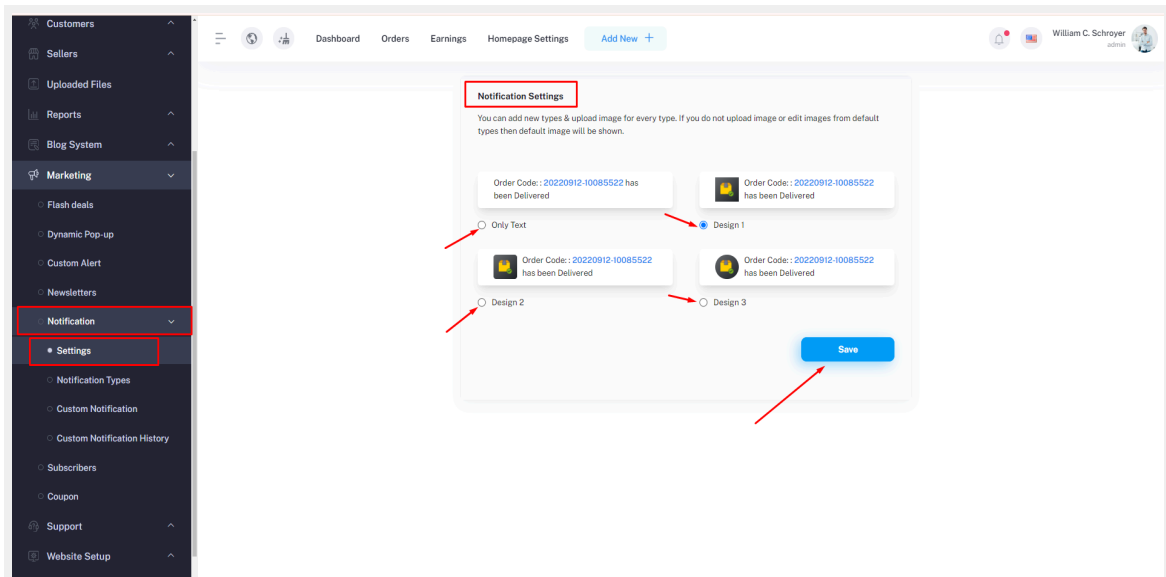 Customers
Sellers
Uploaded Files
Reports
Blog System
Marketing
Flash deals
Dynamic Pop-up
Custom Alert
Newsletters
Notification
Settings
Notification Types
Custom Notification
Custom Notification History
Subscribers
Coupon
Support
Website Setup
Dashboard
Orders
Earnings
Homepage Settings
Add New +
William C. Schroyer
admin
Notification Settings
You can add new types & upload image for every type. If you do not upload image or edit images from default
types then default image will be shown.
Order Code: : 20220912-10085522 has
been Delivered
Only Text
Order Code: : 20220912-10085522
has been Delivered
Design 1
Order Code: : 20220912-10085522
has been Delivered
Design 2
Order Code: : 20220912-10085522
has been Delivered
Design 3
Save